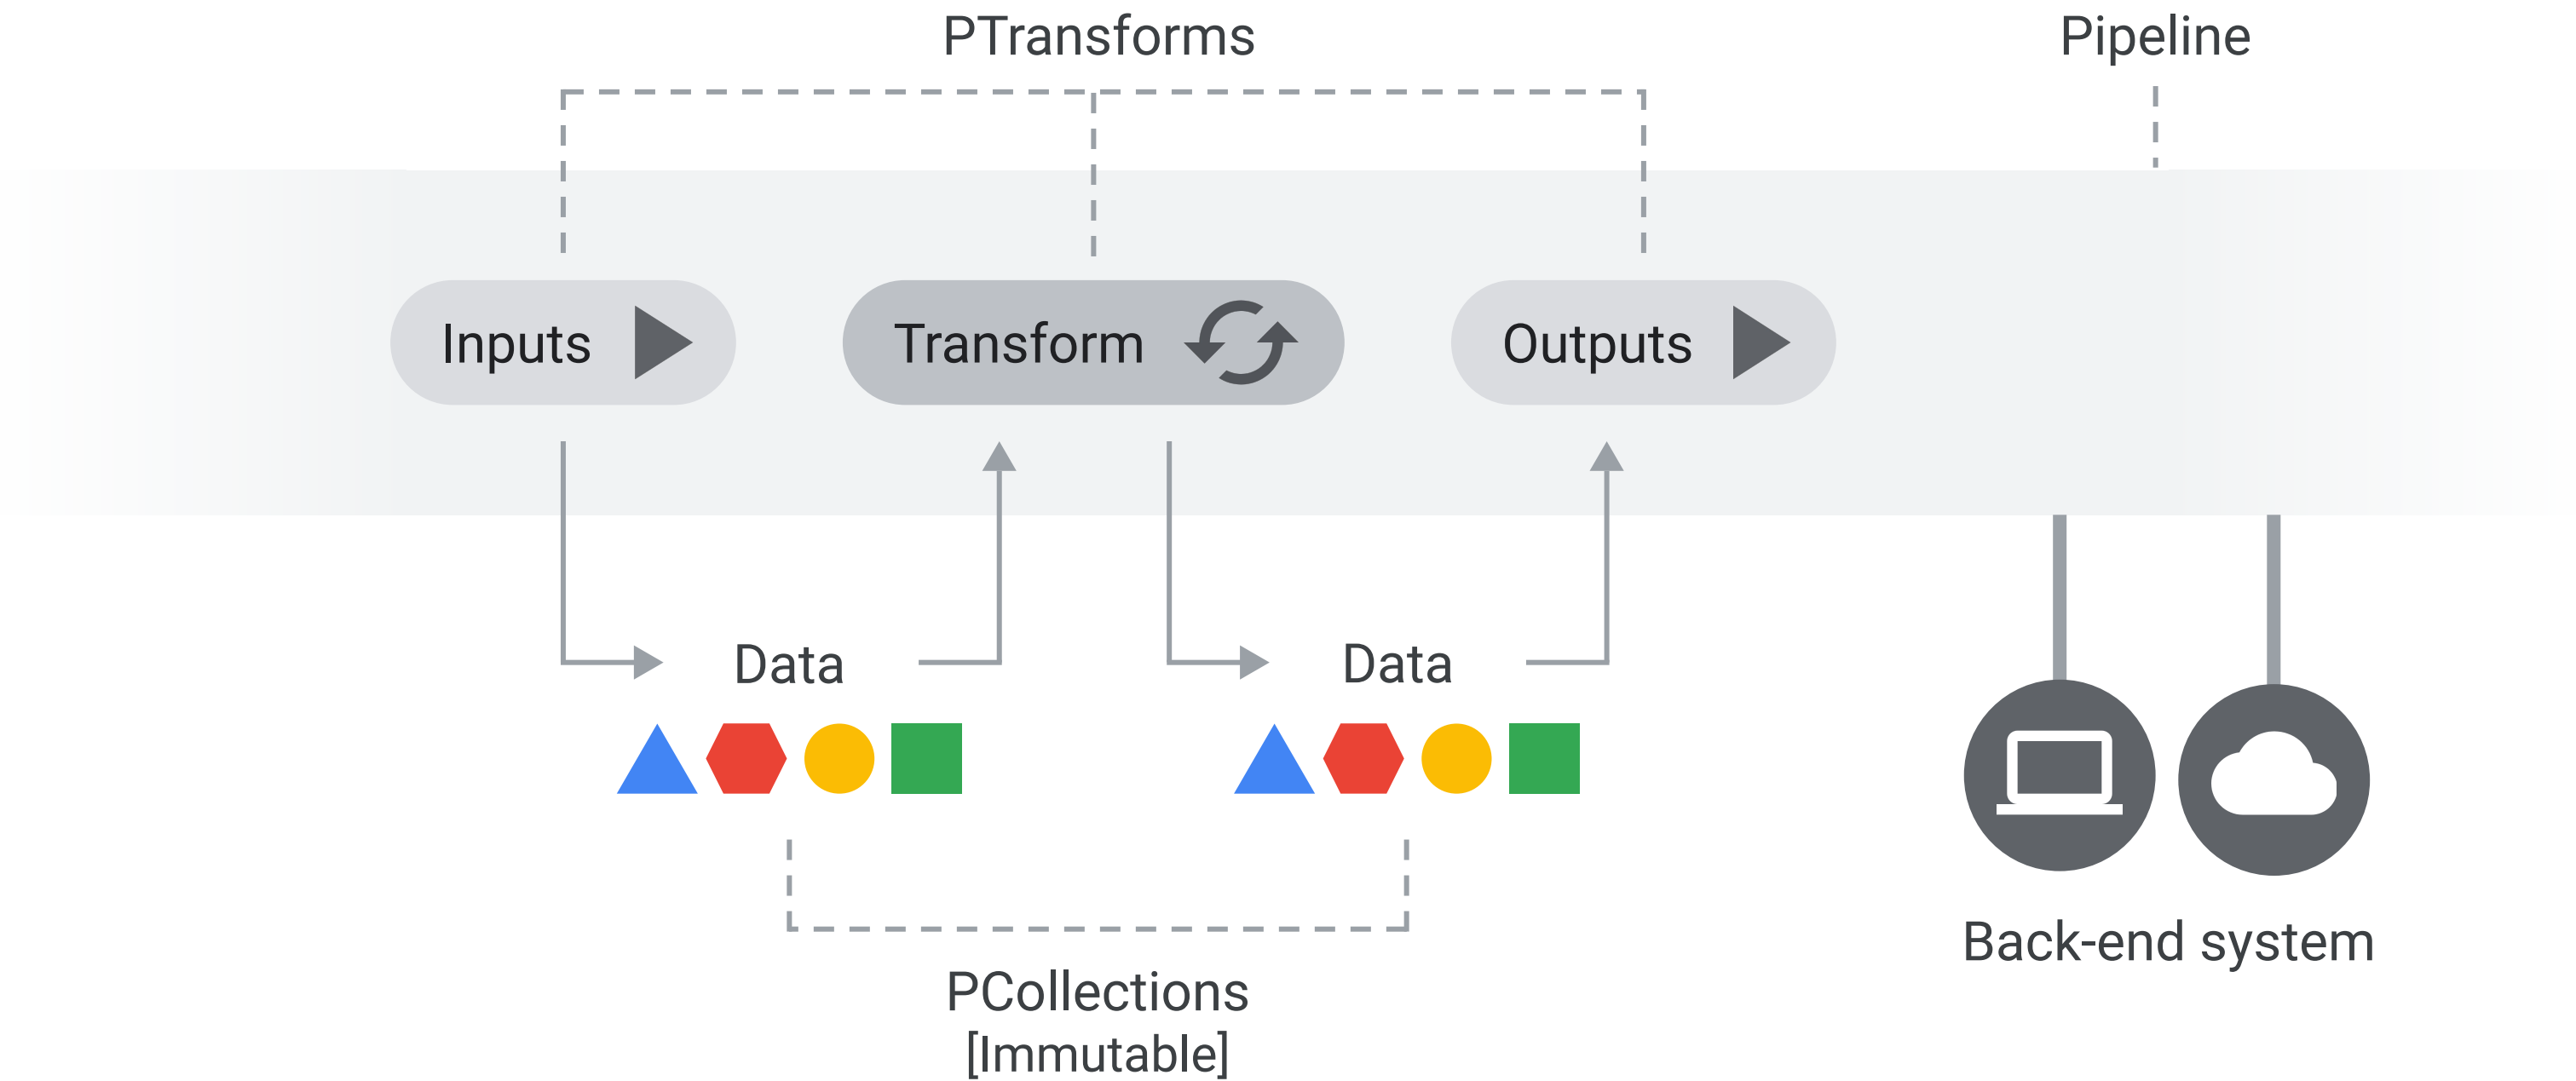 PTransforms
Pipeline
Inputs
Transform
Outputs
Data
Data
Back-end system
PCollections
[Immutable]